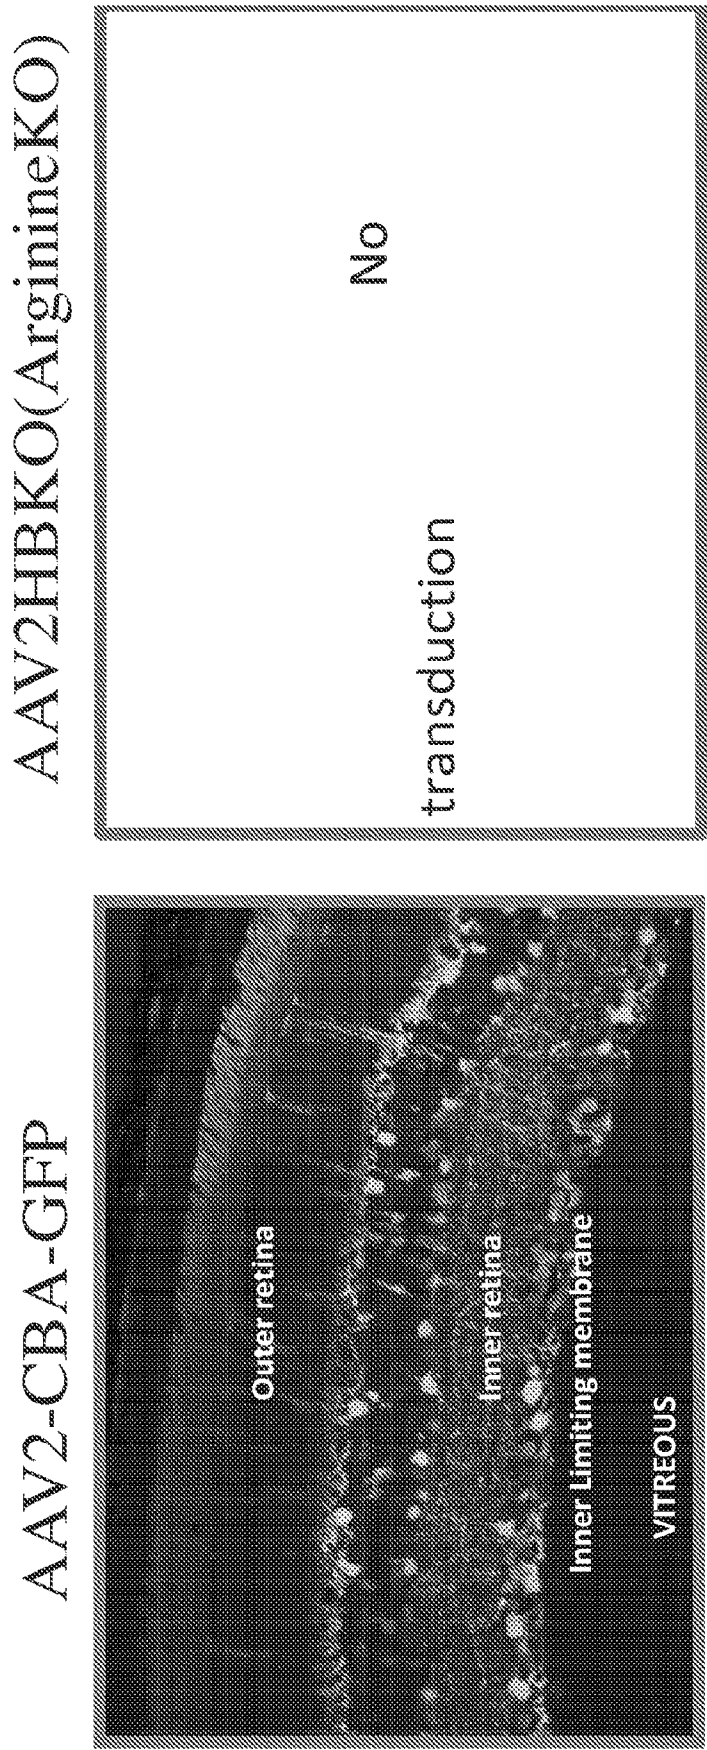 AAV2-CBA-GFP
Outer retina
Inner retina
Inner Limiting membrane
VITREOUS
AAV2HBKO(ArginineKO)
No
transduction